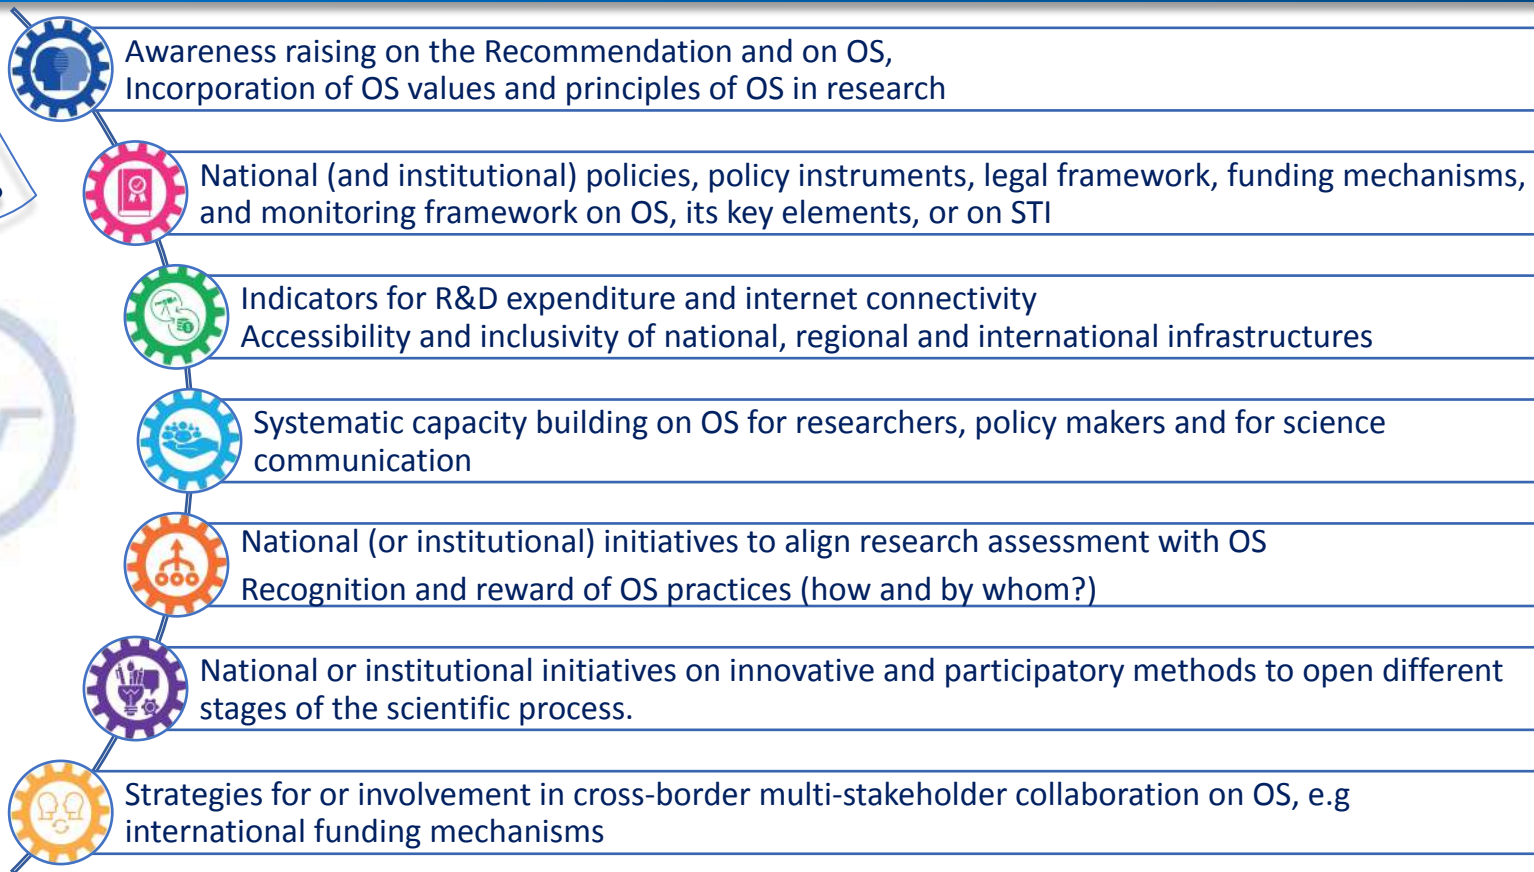 Awareness raising on the Recommendation and on OS,
Incorporation of OS values and principles of OS in research
National (and institutional) policies, policy instruments, legal framework, funding mechanisms,
and monitoring framework on OS, its key elements, or on STI
Indicators for R&D expenditure and internet connectivity
Accessibility and inclusivity of national, regional and international infrastructures
Systematic capacity building on OS for researchers, policy makers and for science
communication
National (or institutional) initiatives to align research assessment with OS
Recognition and reward of OS practices (how and by whom?)
National or institutional initiatives on innovative and participatory methods to open different
stages of the scientific process.
Strategies for or involvement in cross-border multi-stakeholder collaboration on OS, e.g
international funding mechanisms